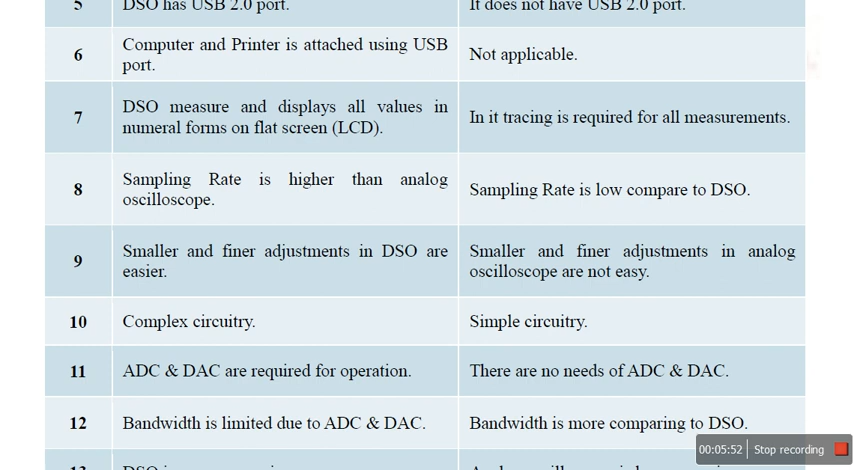 5 DSO has USB 2.0 port. It does not have USB 2.0 port.
6 Computer and Printer is attached using USB port. Not applicable.
7 DSO measure and displays all values in numeral forms on flat screen (LCD). In it tracing is required for all measurements.
8 Sampling Rate is higher than analog oscilloscope. Sampling Rate is low compare to DSO.
9 Smaller and finer adjustments in DSO are easier. Smaller and finer adjustments in analog oscilloscope are not easy.
10 Complex circuitry. Simple circuitry.
11 ADC & DAC are required for operation. There are no needs of ADC & DAC.
12 Bandwidth is limited due to ADC & DAC. Bandwidth is more comparing to DSO.
00:05:52 Stop recording